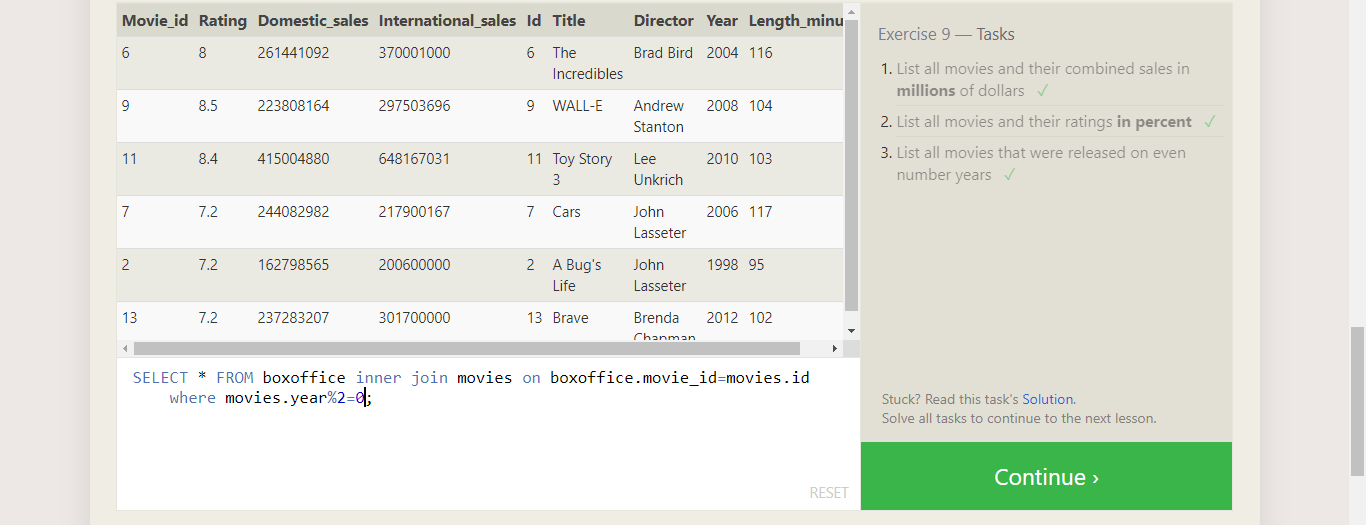 Movie_id Rating Domestic_sales International_sales Id Title Director Year Length_minu
6 8 261441092 370001000 6 The Incredibles Brad Bird 2004 116
9 8.5 223808164 297503696 9 WALL-E Andrew Stanton 2008 104
11 8.4 415004880 648167031 11 Toy Story 3 Lee Unkrich 2010 103
7 7.2 244082982 217900167 7 Cars John Lasseter 2006 117
2 7.2 162798565 200600000 2 A Bug's Life John Lasseter 1998 95
13 7.2 237283207 301700000 13 Brave Brenda Chapman 2012 102
SELECT * FROM boxoffice inner join movies on boxoffice.movie_id=movies.id
where movies.year%2=0;
RESET
Exercise 9 — Tasks
1. List all movies and their combined sales in
millions of dollars ✓
2. List all movies and their ratings in percent ✓
3. List all movies that were released on even
number years ✓
Stuck? Read this task's Solution.
Solve all tasks to continue to the next lesson.
Continue ›